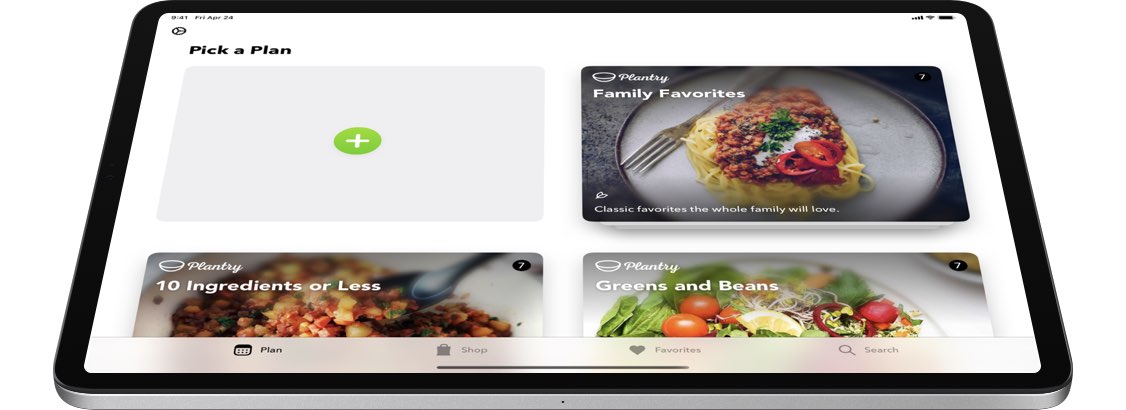 9:41 Fri Apr 24
Pick a Plan
Plantry
7
Family Favorites
Classic favorites the whole family will love.
Plantry
7
10 Ingredients or Less
Plantry
7
Greens and Beans
Plan
Shop
Favorites
Search